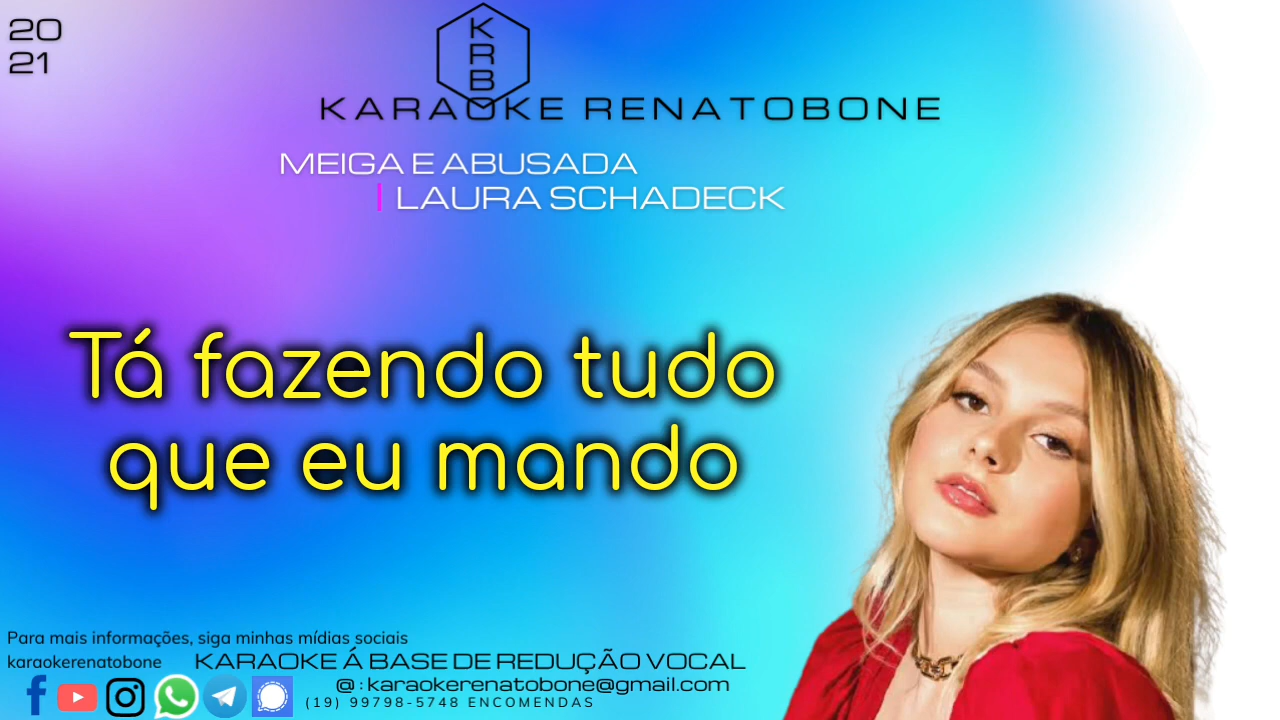 20
21
K
R
B
KARAOKE RENATOBONE
MEIGA E ABUSADA
| LAURA SCHADECK
Tá fazendo tudo
que eu mando
Para mais informações, siga minhas mídias sociais
karaokerenatobone
KARAOKE Á BASE DE REDUÇÃO VOCAL
@ : karaokerenatobone@gmail.com
(19) 99798-5748 ENCOMENDAS